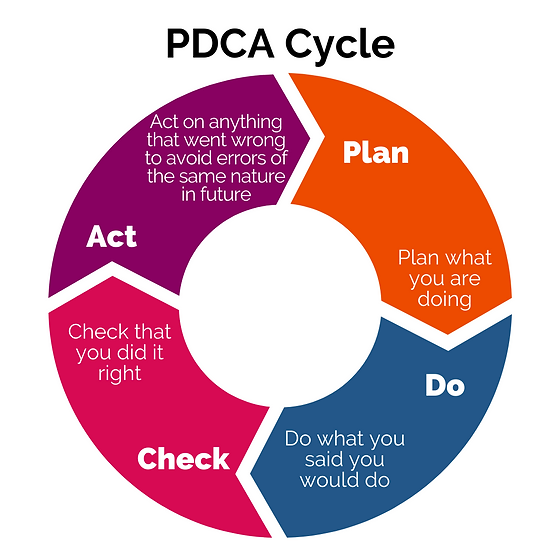 PDCA Cycle
Plan
Plan what
you are
doing
Do
Do what you
said you
would do
Check
Check that
you did it
right
Act
Act on anything
that went wrong
to avoid errors of
the same nature
in future